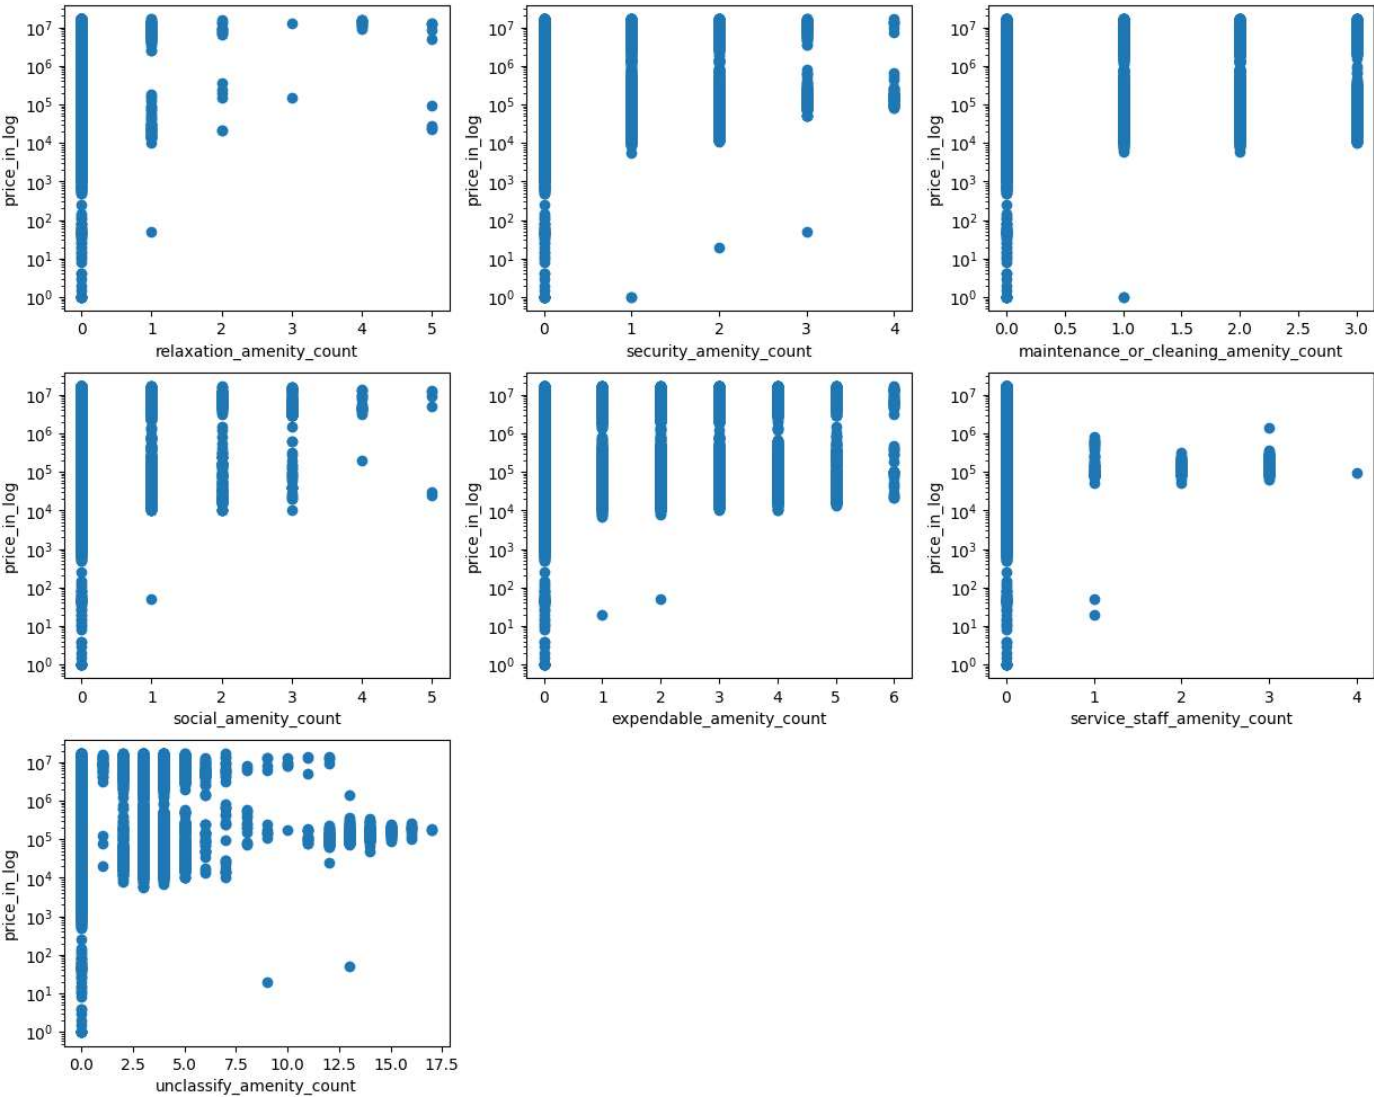 price_in_log
10⁷
10⁶
10⁵
10⁴
10³
10²
10¹
10⁰
0 1 2 3 4 5
relaxation_amenity_count
price_in_log
10⁷
10⁶
10⁵
10⁴
10³
10²
10¹
10⁰
0 1 2 3 4
security_amenity_count
price_in_log
10⁷
10⁶
10⁵
10⁴
10³
10²
10¹
10⁰
0.0 0.5 1.0 1.5 2.0 2.5 3.0
maintenance_or_cleaning_amenity_count
price_in_log
10⁷
10⁶
10⁵
10⁴
10³
10²
10¹
10⁰
0 1 2 3 4 5
social_amenity_count
price_in_log
10⁷
10⁶
10⁵
10⁴
10³
10²
10¹
10⁰
0 1 2 3 4 5 6
expendable_amenity_count
price_in_log
10⁷
10⁶
10⁵
10⁴
10³
10²
10¹
10⁰
0 1 2 3 4
service_staff_amenity_count
price_in_log
10⁷
10⁶
10⁵
10⁴
10³
10²
10¹
10⁰
0.0 2.5 5.0 7.5 10.0 12.5 15.0 17.5
unclassify_amenity_count